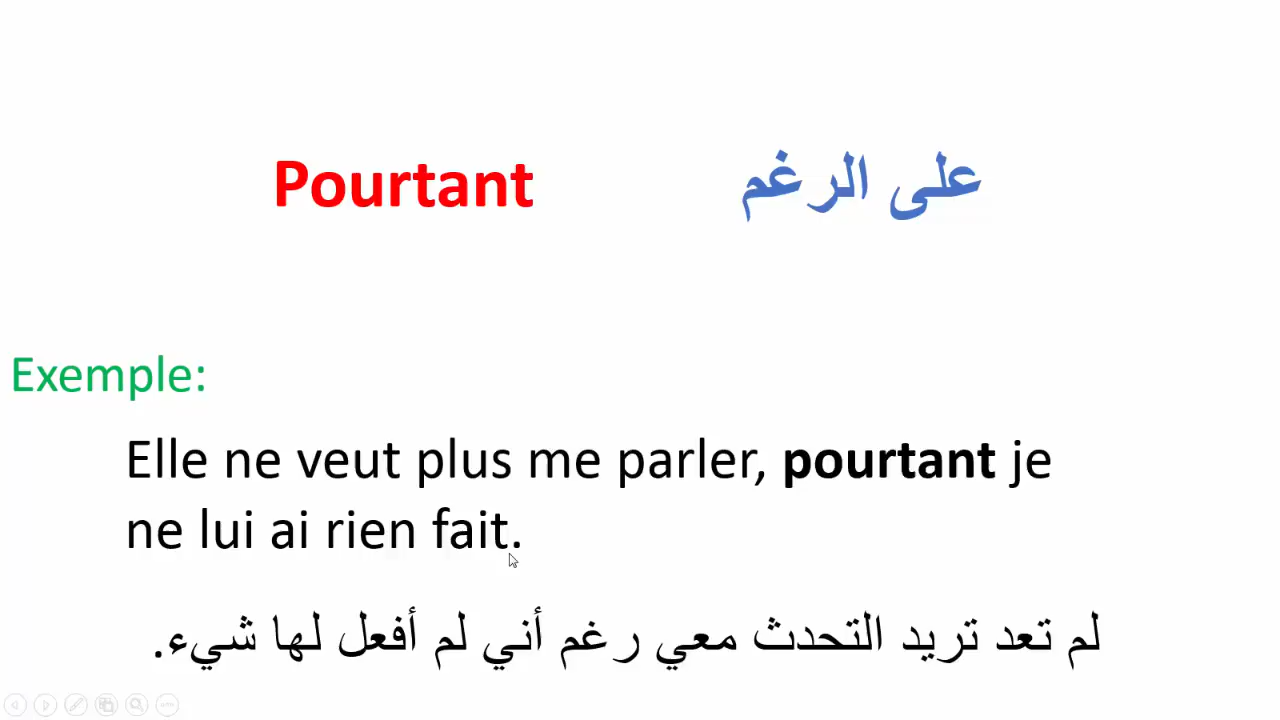 Pourtant على الرغم
Exemple:
Elle ne veut plus me parler, pourtant je
ne lui ai rien fait.
لم تعد تريد التحدث معي رغم أني لم أفعل لها شيء.